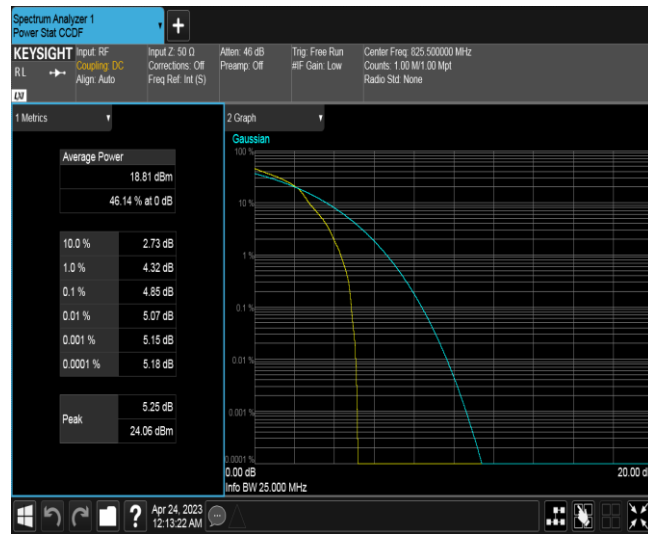 Spectrum Analyzer 1
Power Stat CCDF
+
KEYSIGHT Input: RF Input Z: 50 Ω Atten: 46 dB Trig: Free Run Center Freq: 825.500000 MHz
RL Coupling: DC Corrections: Off Preamp: Off #IF Gain: Low Counts: 1.00 M/1.00 Mpt
Align: Auto Freq Ref: Int (S) Radio Std: None
LXI
1 Metrics
2 Graph
Average Power
18.81 dBm
46.14 % at 0 dB
10.0 % 2.73 dB
1.0 % 4.32 dB
0.1 % 4.85 dB
0.01 % 5.07 dB
0.001 % 5.15 dB
0.0001 % 5.18 dB
Peak 5.25 dB
24.06 dBm
Gaussian
100 %
10 %
1 %
0.1 %
0.01 %
0.001 %
0.0001 %
0.00 dB 20.00 d
Info BW 25.000 MHz
? Apr 24, 2023
12:13:22 AM